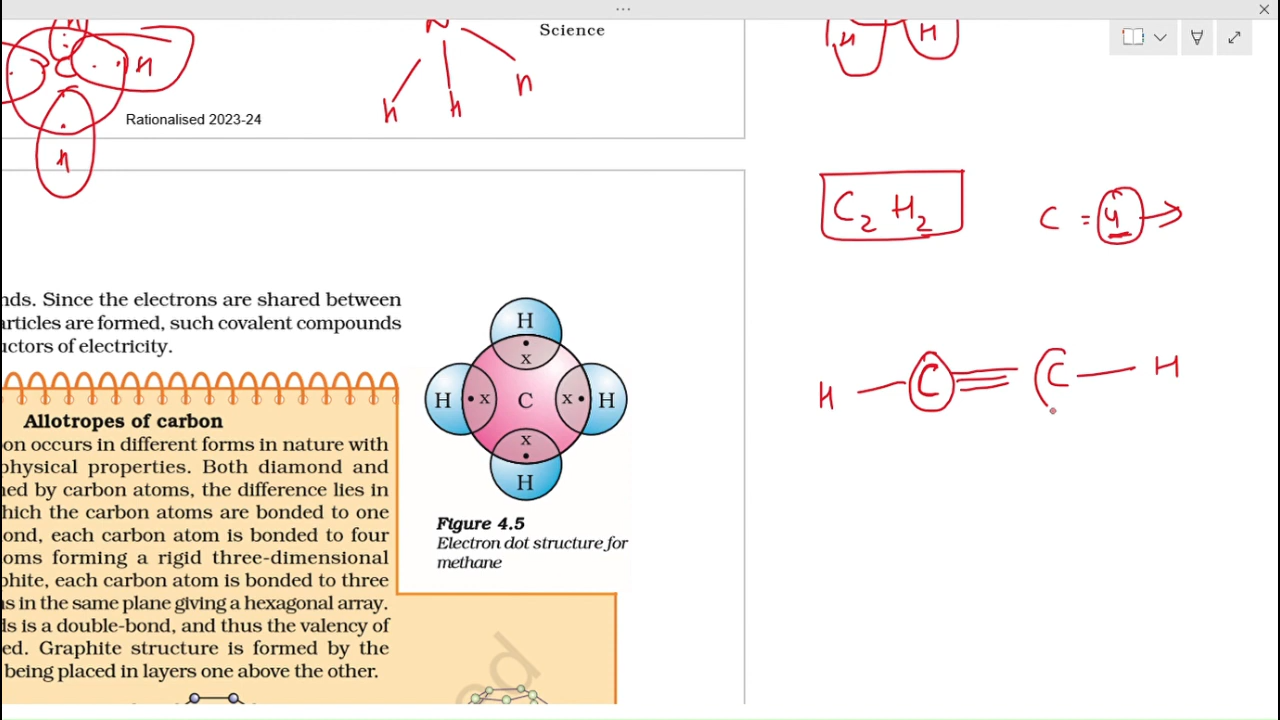 Science
Rationalised 2023-24
H
C
H
H
N
H
H
H
H
H
C2 H2
C = 4 →
H — C ≡ C — H
nds. Since the electrons are shared between
articles are formed, such covalent compounds
uctors of electricity.
H
x
H x C x H
x
H
Figure 4.5
Electron dot structure for
methane
Allotropes of carbon
on occurs in different forms in nature with
physical properties. Both diamond and
ned by carbon atoms, the difference lies in
which the carbon atoms are bonded to one
ond, each carbon atom is bonded to four
oms forming a rigid three-dimensional
phite, each carbon atom is bonded to three
ns in the same plane giving a hexagonal array.
ds is a double-bond, and thus the valency of
ed. Graphite structure is formed by the
being placed in layers one above the other.